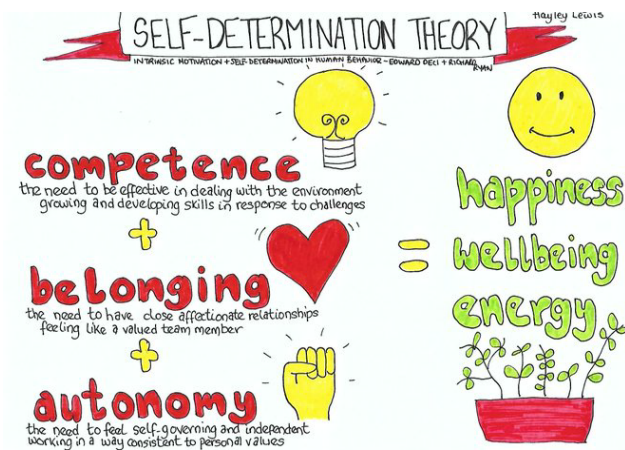 Hayley Lewis
SELF-DETERMINATION THEORY
INTRINSIC MOTIVATION + SELF-DETERMINATION IN HUMAN BEHAVIOR - EDWARD DECI + RICHARD
RYAN
competence
the need to be effective in dealing with the environment
growing and developing skills in response to challenges
+
belonging
the need to have close affectionate relationships
feeling like a valued team member
+
autonomy
the need to feel self-governing and independent
working in a way consistent to personal values
=
happiness
wellbeing
energy